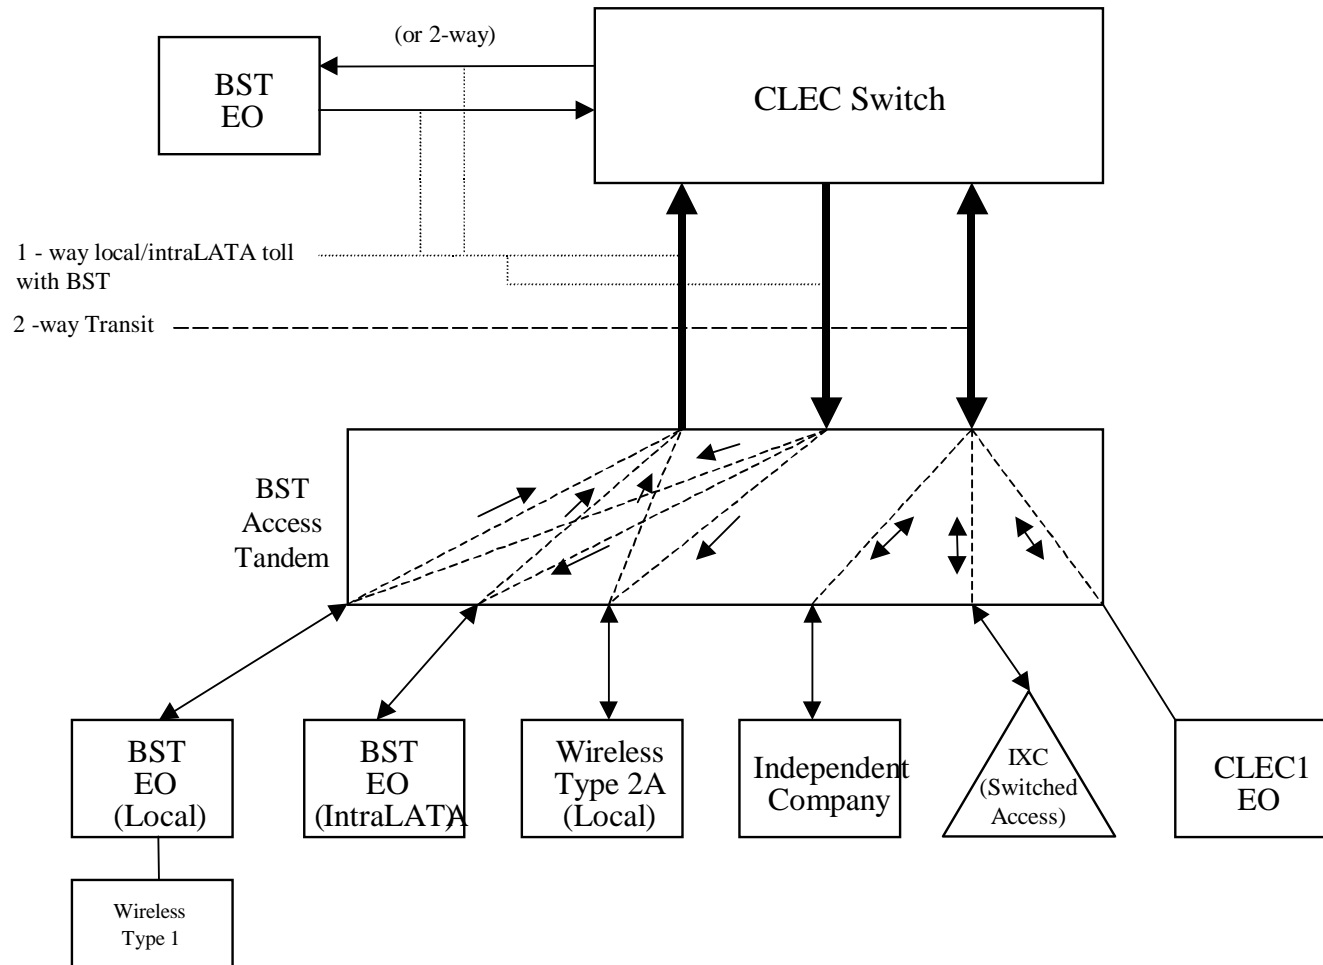 (or 2-way)
BST
EO
CLEC Switch
1 - way local/intraLATA toll
with BST
2 -way Transit
BST
Access
Tandem
BST
EO
(Local)
BST
EO
(IntraLATA)
Wireless
Type 2A
(Local)
Independent
Company
IXC
(Switched
Access)
CLEC1
EO
Wireless
Type 1